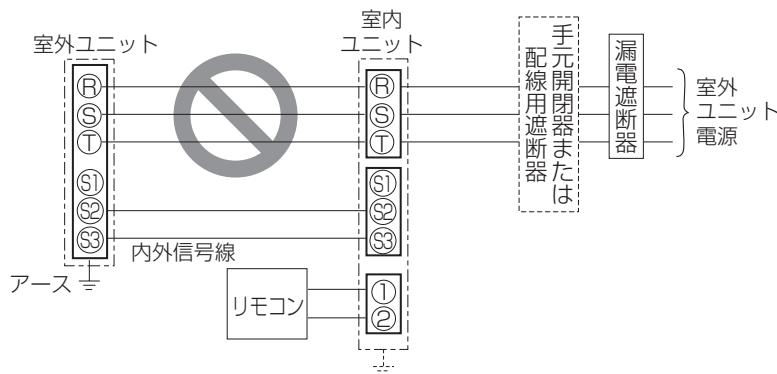 室外ユニット
Ⓡ
Ⓢ
Ⓣ
S1
S2
S3
アース
内外信号線
室内
ユニット
Ⓡ
Ⓢ
Ⓣ
S1
S2
S3
リモコン
①
②
手元開閉器または
配線用遮断器
漏電遮断器
室外
ユニット
電源